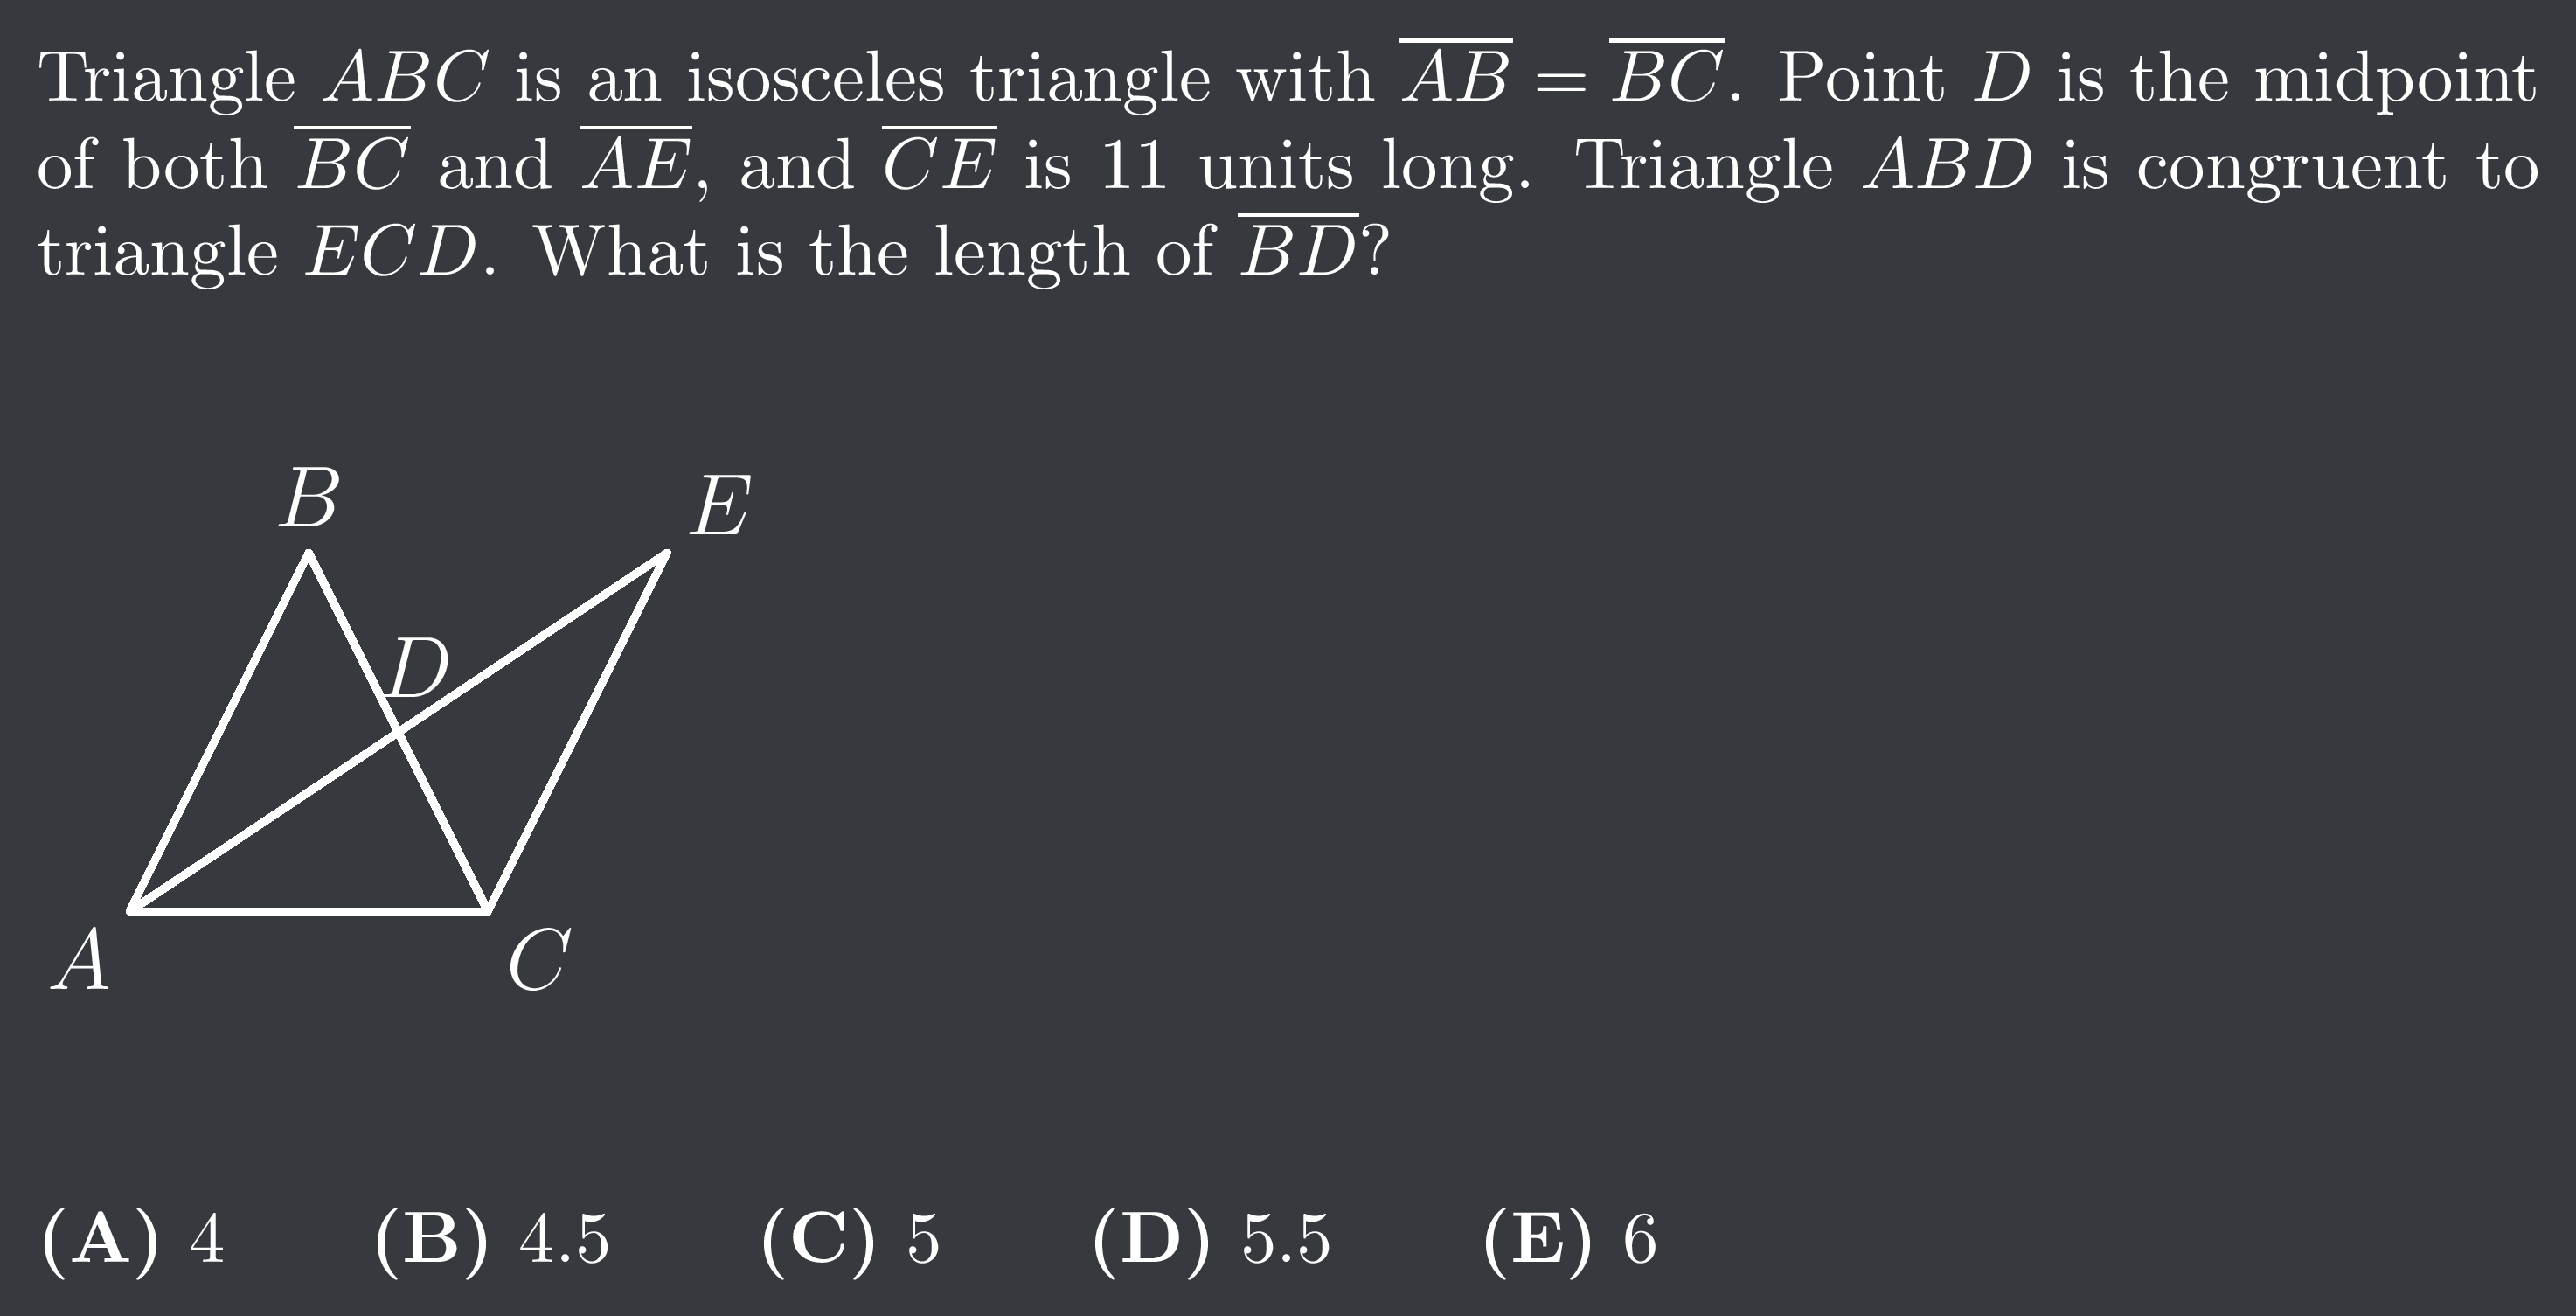 Triangle $ABC$ is an isosceles triangle with $\overline{AB} = \overline{BC}$. Point $D$ is the midpoint
of both $\overline{BC}$ and $\overline{AE}$, and $\overline{CE}$ is 11 units long. Triangle $ABD$ is congruent to
triangle $ECD$. What is the length of $\overline{BD}$?
B
E
D
A
C
(A) 4 (B) 4.5 (C) 5 (D) 5.5 (E) 6